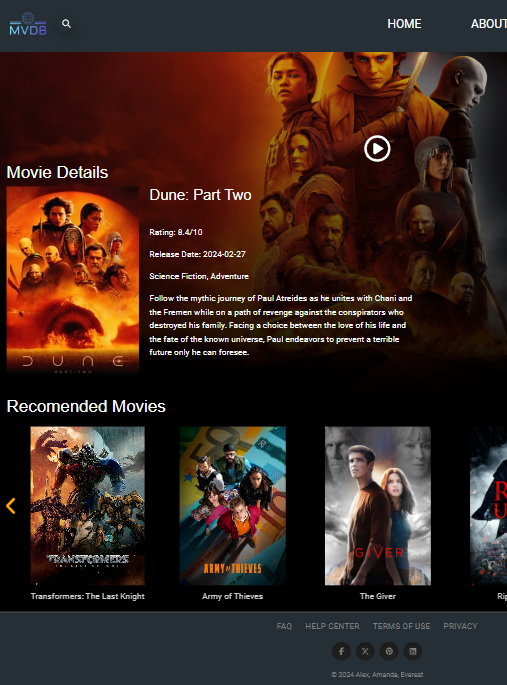 MVDB
HOME
ABOUT
Movie Details
Dune: Part Two
Rating: 8.4/10
Release Date: 2024-02-27
Science Fiction, Adventure
Follow the mythic journey of Paul Atreides as he unites with Chani and
the Fremen while on a path of revenge against the conspirators who
destroyed his family. Facing a choice between the love of his life and
the fate of the known universe, Paul endeavors to prevent a terrible
future only he can foresee.
DUNE
PART TWO
Recomended Movies
TRANSFORMERS
THE LAST KNIGHT
ARMY OF THIEVES
GIVER
R
U
Transformers: The Last Knight
Army of Thieves
The Giver
Rip
FAQ
HELP CENTER
TERMS OF USE
PRIVACY
© 2024 Alex, Amanda, Everest